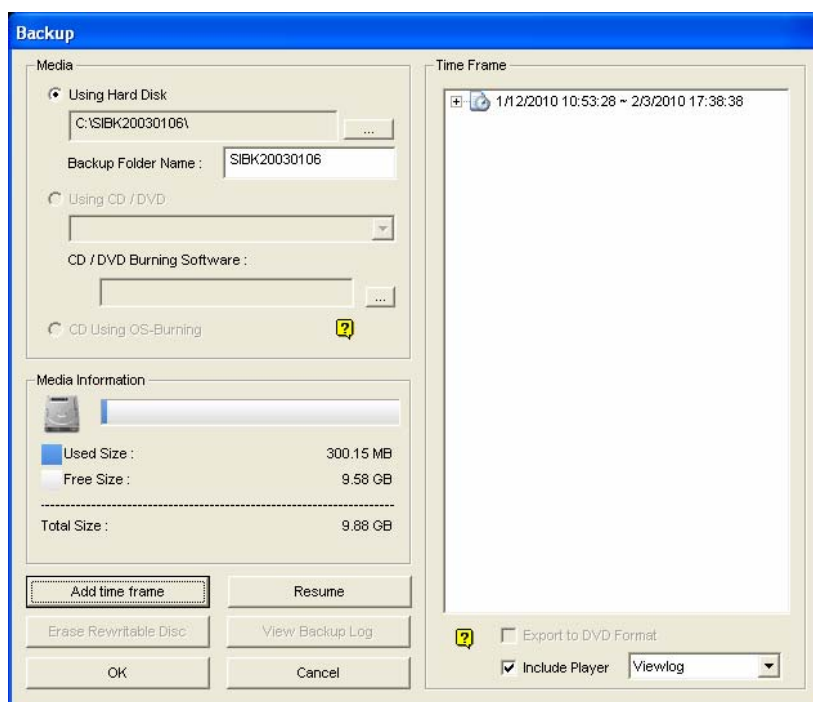 Backup
Media
Using Hard Disk
C:\SIBK20030106\
...
Backup Folder Name :
SIBK20030106
Using CD / DVD
CD / DVD Burning Software :
...
CD Using OS-Burning
?
Media Information
Used Size :
300.15 MB
Free Size :
9.58 GB
Total Size :
9.88 GB
Add time frame
Resume
Erase Rewritable Disc
View Backup Log
OK
Cancel
Time Frame
1/12/2010 10:53:28 ~ 2/3/2010 17:38:38
?
Export to DVD Format
Include Player
Viewlog